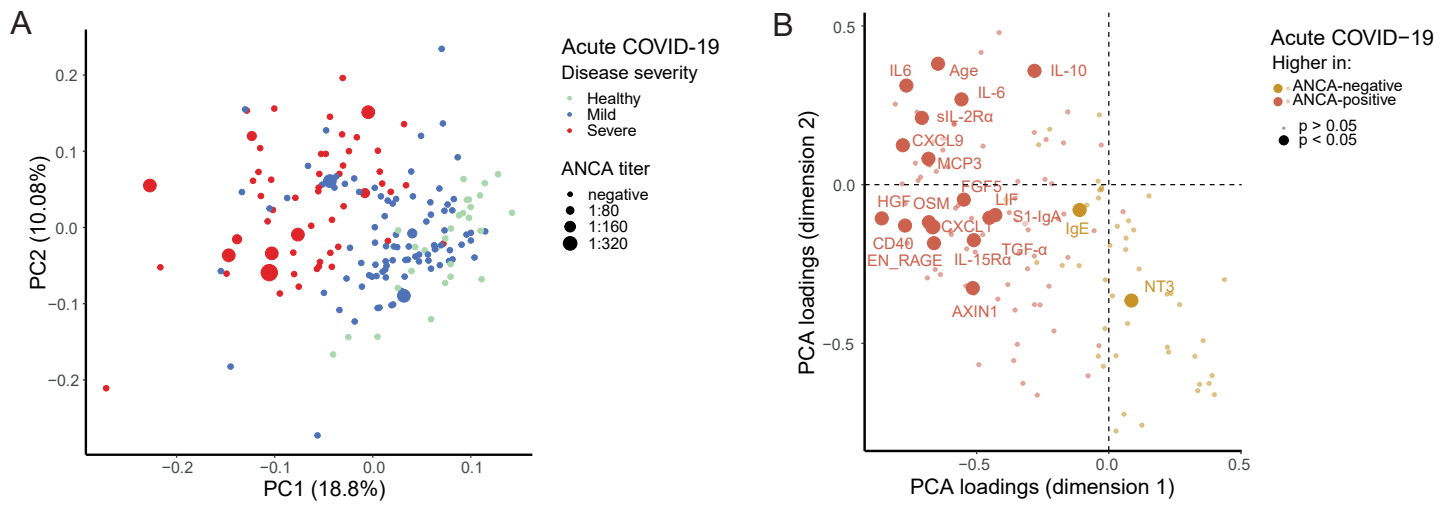 A
PC2 (10.08%)
0.2
0.1
0.0
−0.1
−0.2
−0.2
−0.1
0.0
0.1
PC1 (18.8%)
Acute COVID-19
Disease severity
Healthy
Mild
Severe
ANCA titer
negative
1:80
1:160
1:320
B
PCA loadings (dimension 2)
0.5
0.0
−0.5
IL6
Age
IL-10
IL-6
sIL-2Rα
CXCL9
MCP3
FGF5
HGF
OSM
LIF
S1-IgA
CXCL1
IgE
CD40
TGF-α
EN_RAGE
IL-15Rα
NT3
AXIN1
−0.5
0.0
0.5
PCA loadings (dimension 1)
Acute COVID−19
Higher in:
ANCA-negative
ANCA-positive
p > 0.05
p < 0.05